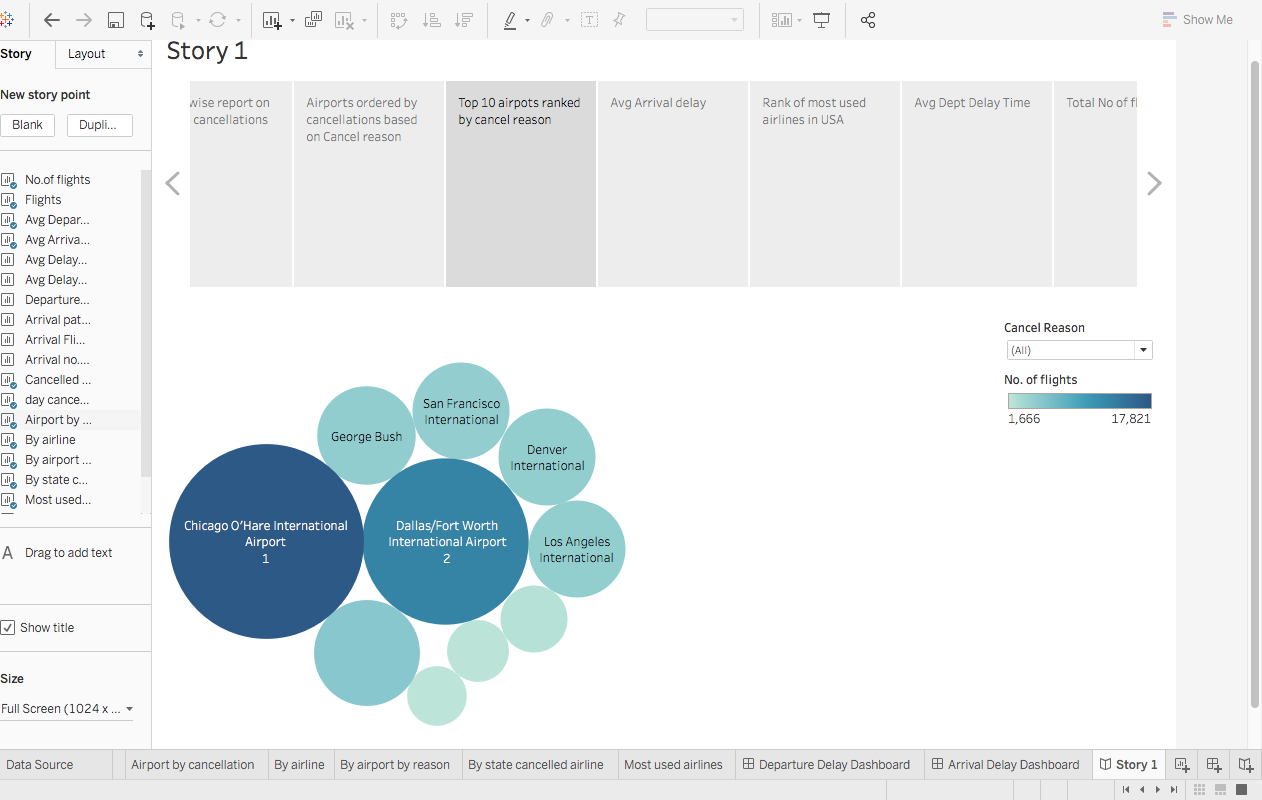 Show Me
Story
Layout
Story 1
New story point
Blank
Dupli...
wise report on
cancellations
Airports ordered by
cancellations based
on Cancel reason
Top 10 airpots ranked
by cancel reason
Avg Arrival delay
Rank of most used
airlines in USA
Avg Dept Delay Time
Total No of fl
No.of flights
Flights
Avg Depar...
Avg Arriva...
Avg Delay...
Avg Delay...
Departure...
Arrival pat...
Arrival Fli...
Arrival no....
Cancelled ...
day cance...
Airport by ...
By airline
By airport ...
By state c...
Most used...
A Drag to add text
Show title
Size
Full Screen (1024 x ...
Cancel Reason
(All)
No. of flights
1,666 17,821
San Francisco
International
George Bush
Denver
International
Chicago O’Hare International
Airport
1
Dallas/Fort Worth
International Airport
2
Los Angeles
International
Data Source
Airport by cancellation
By airline
By airport by reason
By state cancelled airline
Most used airlines
Departure Delay Dashboard
Arrival Delay Dashboard
Story 1